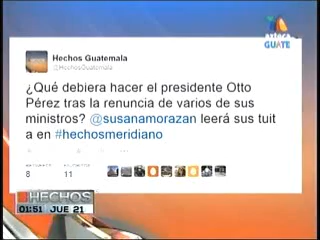 azteca
GUATE
Hechos Guatemala
@HechosGuatemala
¿Qué debiera hacer el presidente Otto
Pérez tras la renuncia de varios de sus
ministros? @susanamorazan leerá sus tuit
a en #hechosmeridiano
8 11
HECHOS
01:51 JUE 21